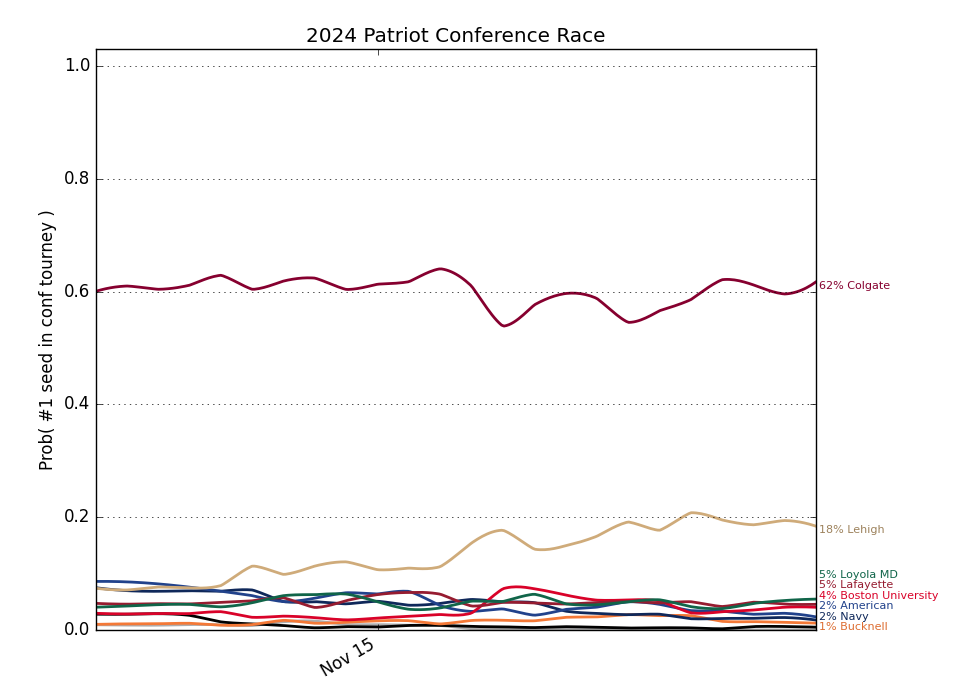 2024 Patriot Conference Race
Prob( #1 seed in conf tourney )
1.0
0.8
0.6
0.4
0.2
0.0
Nov 15
62% Colgate
18% Lehigh
5% Loyola MD
5% Lafayette
4% Boston University
2% American
2% Navy
1% Bucknell